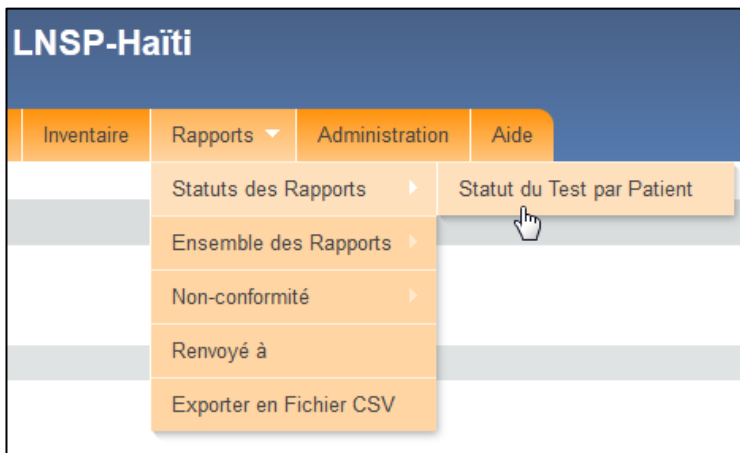 LNSP-Haïti
Inventaire Rapports Administration Aide
Statuts des Rapports Statut du Test par Patient
Ensemble des Rapports
Non-conformité
Renvoyé à
Exporter en Fichier CSV